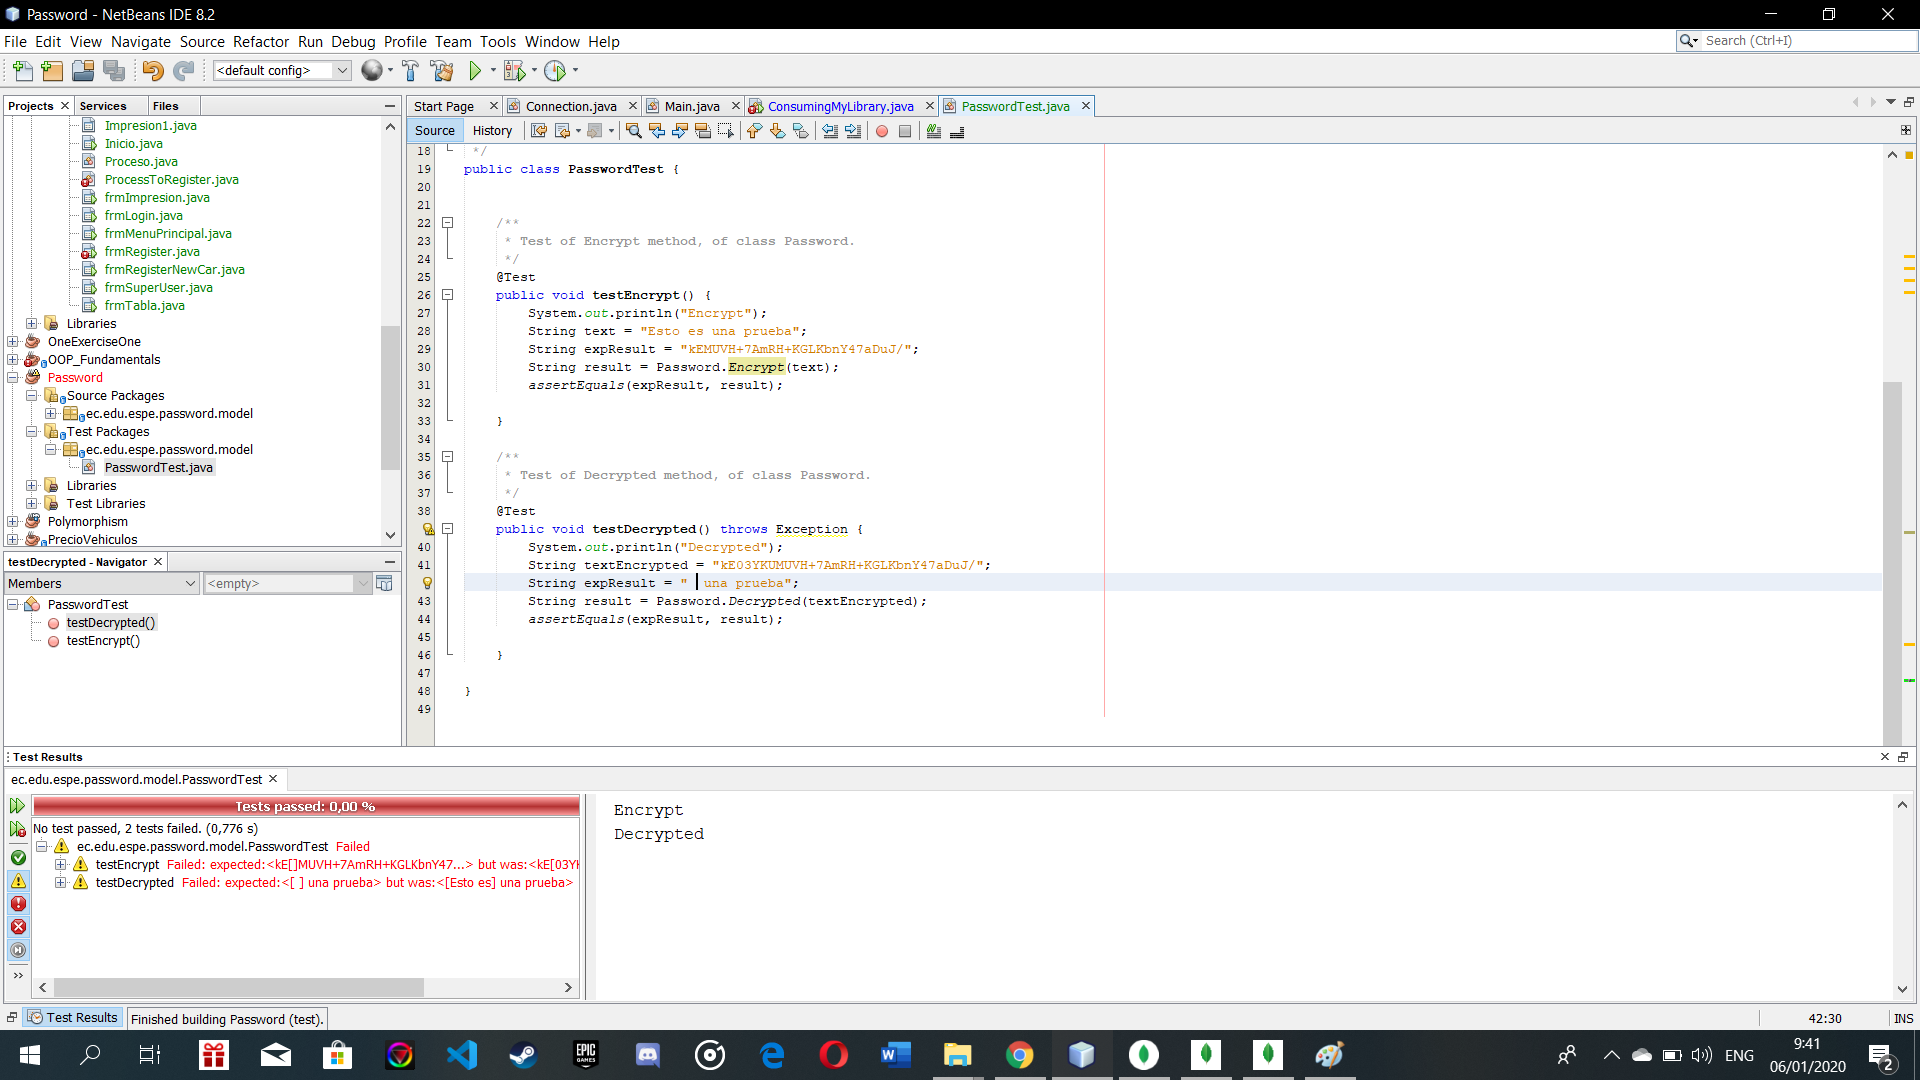 Password - NetBeans IDE 8.2
File Edit View Navigate Source Refactor Run Debug Profile Team Tools Window Help
Search (Ctrl+I)
<default config>
Projects Services Files
Start Page Connection.java Main.java ConsumingMyLibrary.java PasswordTest.java
Source History
Impresion1.java
Inicio.java
Proceso.java
ProcessToRegister.java
frmImpresion.java
frmLogin.java
frmMenuPrincipal.java
frmRegister.java
frmRegisterNewCar.java
frmSuperUser.java
frmTabla.java
Libraries
OneExerciseOne
OOP_Fundamentals
Password
Source Packages
ec.edu.espe.password.model
Test Packages
ec.edu.espe.password.model
PasswordTest.java
Libraries
Test Libraries
Polymorphism
PrecioVehiculos
testDecrypted - Navigator
Members <empty>
PasswordTest
testDecrypted()
testEncrypt()
18 */
19 public class PasswordTest {
20
21
22 /**
23 * Test of Encrypt method, of class Password.
24 */
25 @Test
26 public void testEncrypt() {
27 System.out.println("Encrypt");
28 String text = "Esto es una prueba";
29 String expResult = "kEMUVH+7AmRH+KGLKbnY47aDuJ/";
30 String result = Password.Encrypt(text);
31 assertEquals(expResult, result);
32
33 }
34
35 /**
36 * Test of Decrypted method, of class Password.
37 */
38 @Test
public void testDecrypted() throws Exception {
40 System.out.println("Decrypted");
41 String textEncrypted = "kE03YKUMUVH+7AmRH+KGLKbnY47aDuJ/";
String expResult = "  una prueba";
43 String result = Password.Decrypted(textEncrypted);
44 assertEquals(expResult, result);
45
46 }
47
48 }
49
Test Results
ec.edu.espe.password.model.PasswordTest
Tests passed: 0,00 %
No test passed, 2 tests failed. (0,776 s)
ec.edu.espe.password.model.PasswordTest Failed
testEncrypt Failed: expected:<kE[]MUVH+7AmRH+KGLKbnY47...> but was:<kE[03Y
testDecrypted Failed: expected:<[ ] una prueba> but was:<[Esto es] una prueba>
Encrypt
Decrypted
Test Results Finished building Password (test).
42:30 INS
EPIC GAMES
ENG
9:41
06/01/2020
2